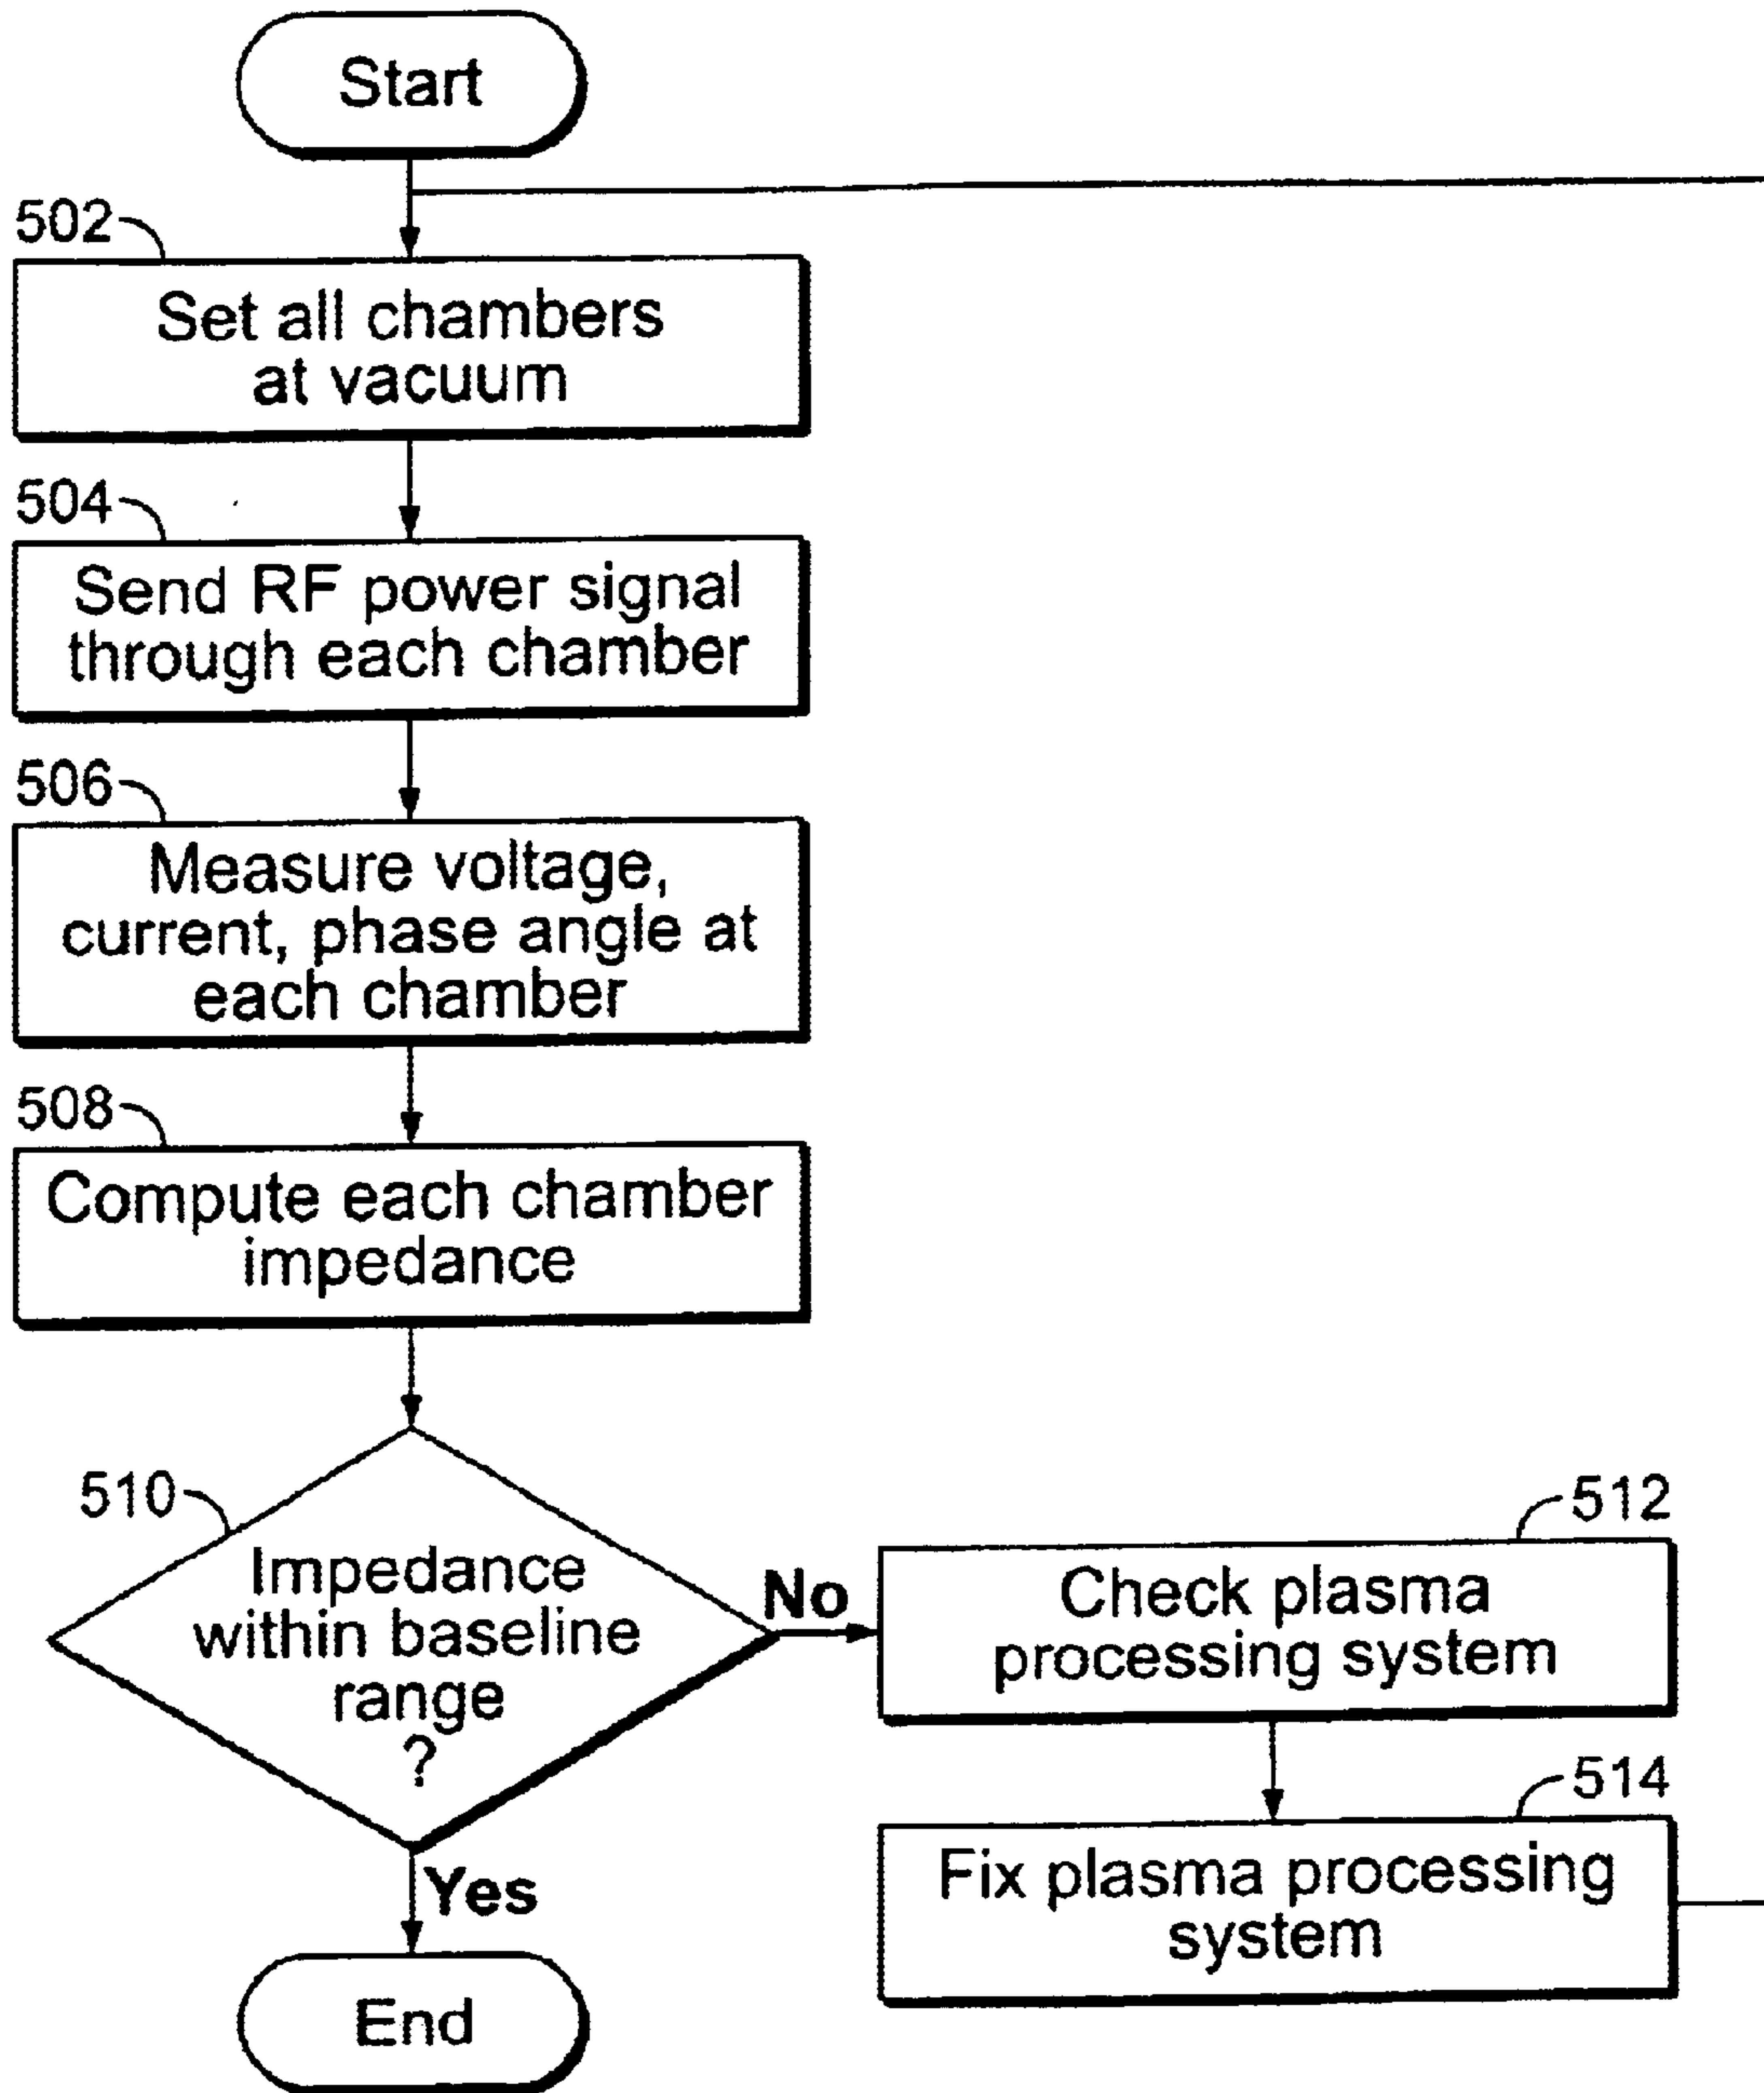 Start
502
Set all chambers
at vacuum
504
Send RF power signal
through each chamber
506
Measure voltage,
current, phase angle at
each chamber
508
Compute each chamber
impedance
510
Impedance
within baseline
range
?
No
512
Check plasma
processing system
514
Fix plasma processing
system
Yes
End